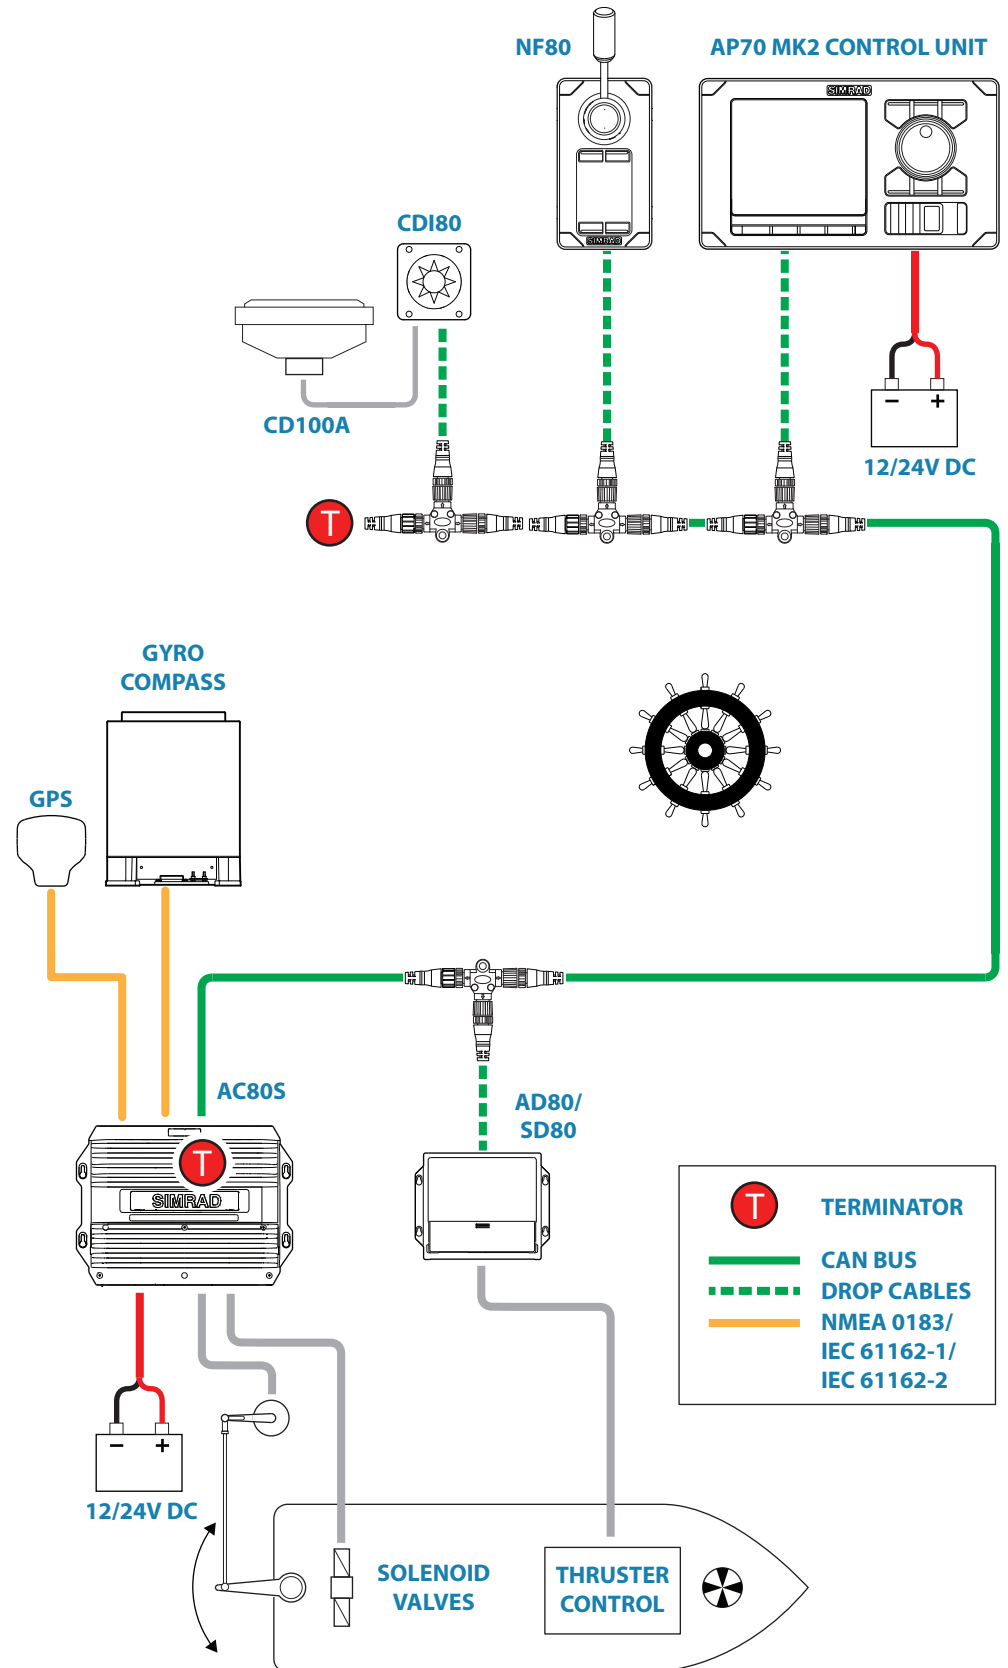 NF80
AP70 MK2 CONTROL UNIT
SIMRAD
CDI80
SIMRAD
CD100A
12/24V DC
T
GYRO
COMPASS
GPS
AC80S
AD80/
SD80
T
SIMRAD
T
TERMINATOR
CAN BUS
DROP CABLES
NMEA 0183/
IEC 61162-1/
IEC 61162-2
12/24V DC
SOLENOID
VALVES
THRUSTER
CONTROL